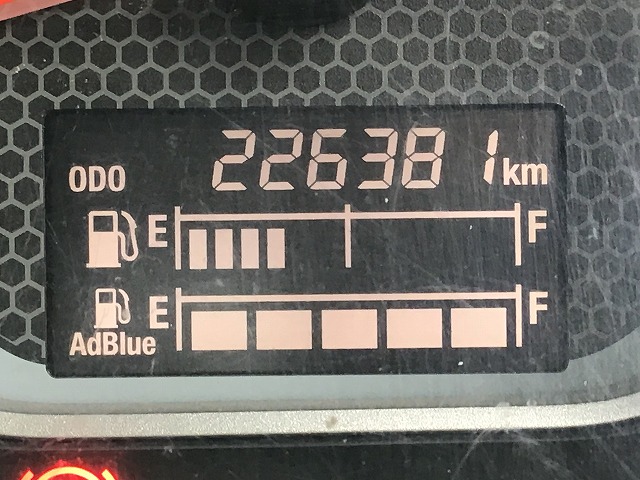 ODO 226381 km
E F
E F
AdBlue